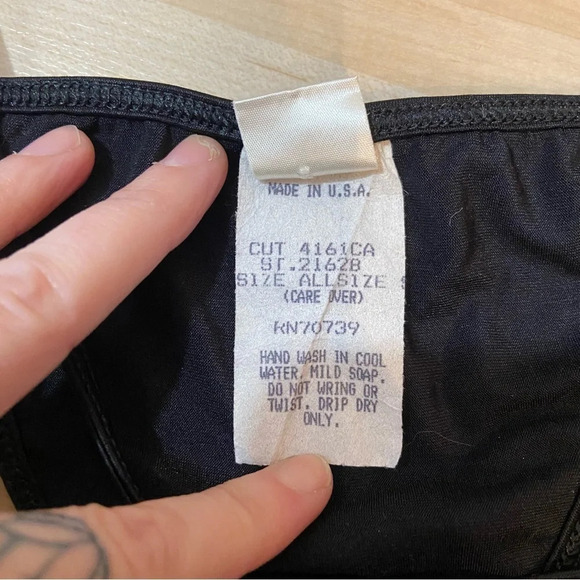 MADE IN U.S.A.
CUT 4161CA
ST.2162B
SIZE ALLSIZE S
(CARE OVER)
RN70739
HAND WASH IN COOL
WATER, MILD SOAP.
DO NOT WRING OR
TWIST. DRIP DRY
ONLY.